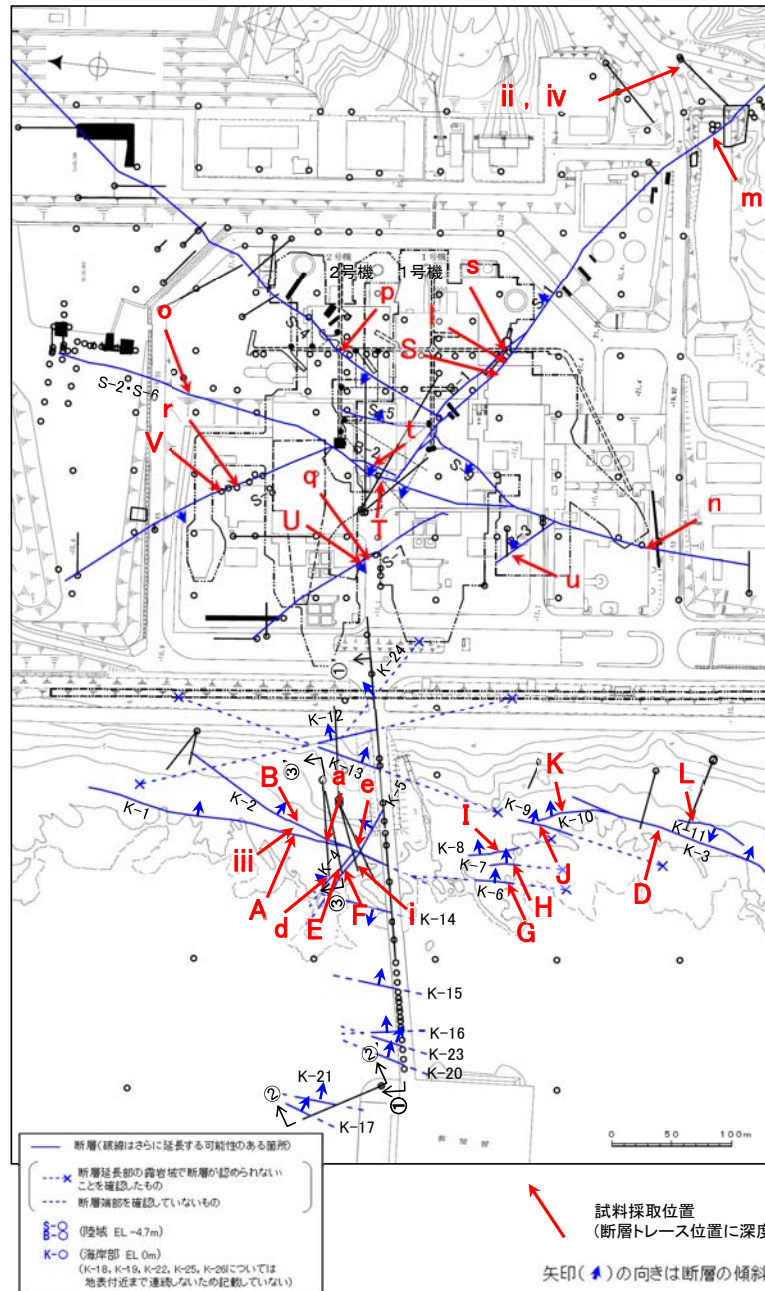 ii, iv
m
2号機
1号機
s
p
l
S
o
S-4
S-1
S-2・S-6
r
S-5
V
B-2
t
S-9
q
S-8
T
n
U
S-7
u
①
K-24
K-12
③'
K-13
a
B
e
K-5
K
L
K-9
K-10
K-1
K-2
I
K-11
K-3
K-8
J
iii
K-4
K-7
D
A
③
K-6
H
d
E
F
i
G
K-14
K-15
K-16
②'
K-23
K-20
K-21
②
①
K-17
0
100m
断層(破線はさらに延長する可能性のある箇所)
断層延長部の露岩域で断層が認められない
ことを確認したもの
断層端部を確認していないもの
S-○
B-○
(陸域 EL -4.7m)
K-○
(海岸部 EL 0m)
(K-18, K-19, K-22, K-25, K-26については
地表付近まで連続しないため記載していない)
試料採取位置
(断層トレース位置に深度
矢印( )の向きは断層の傾斜